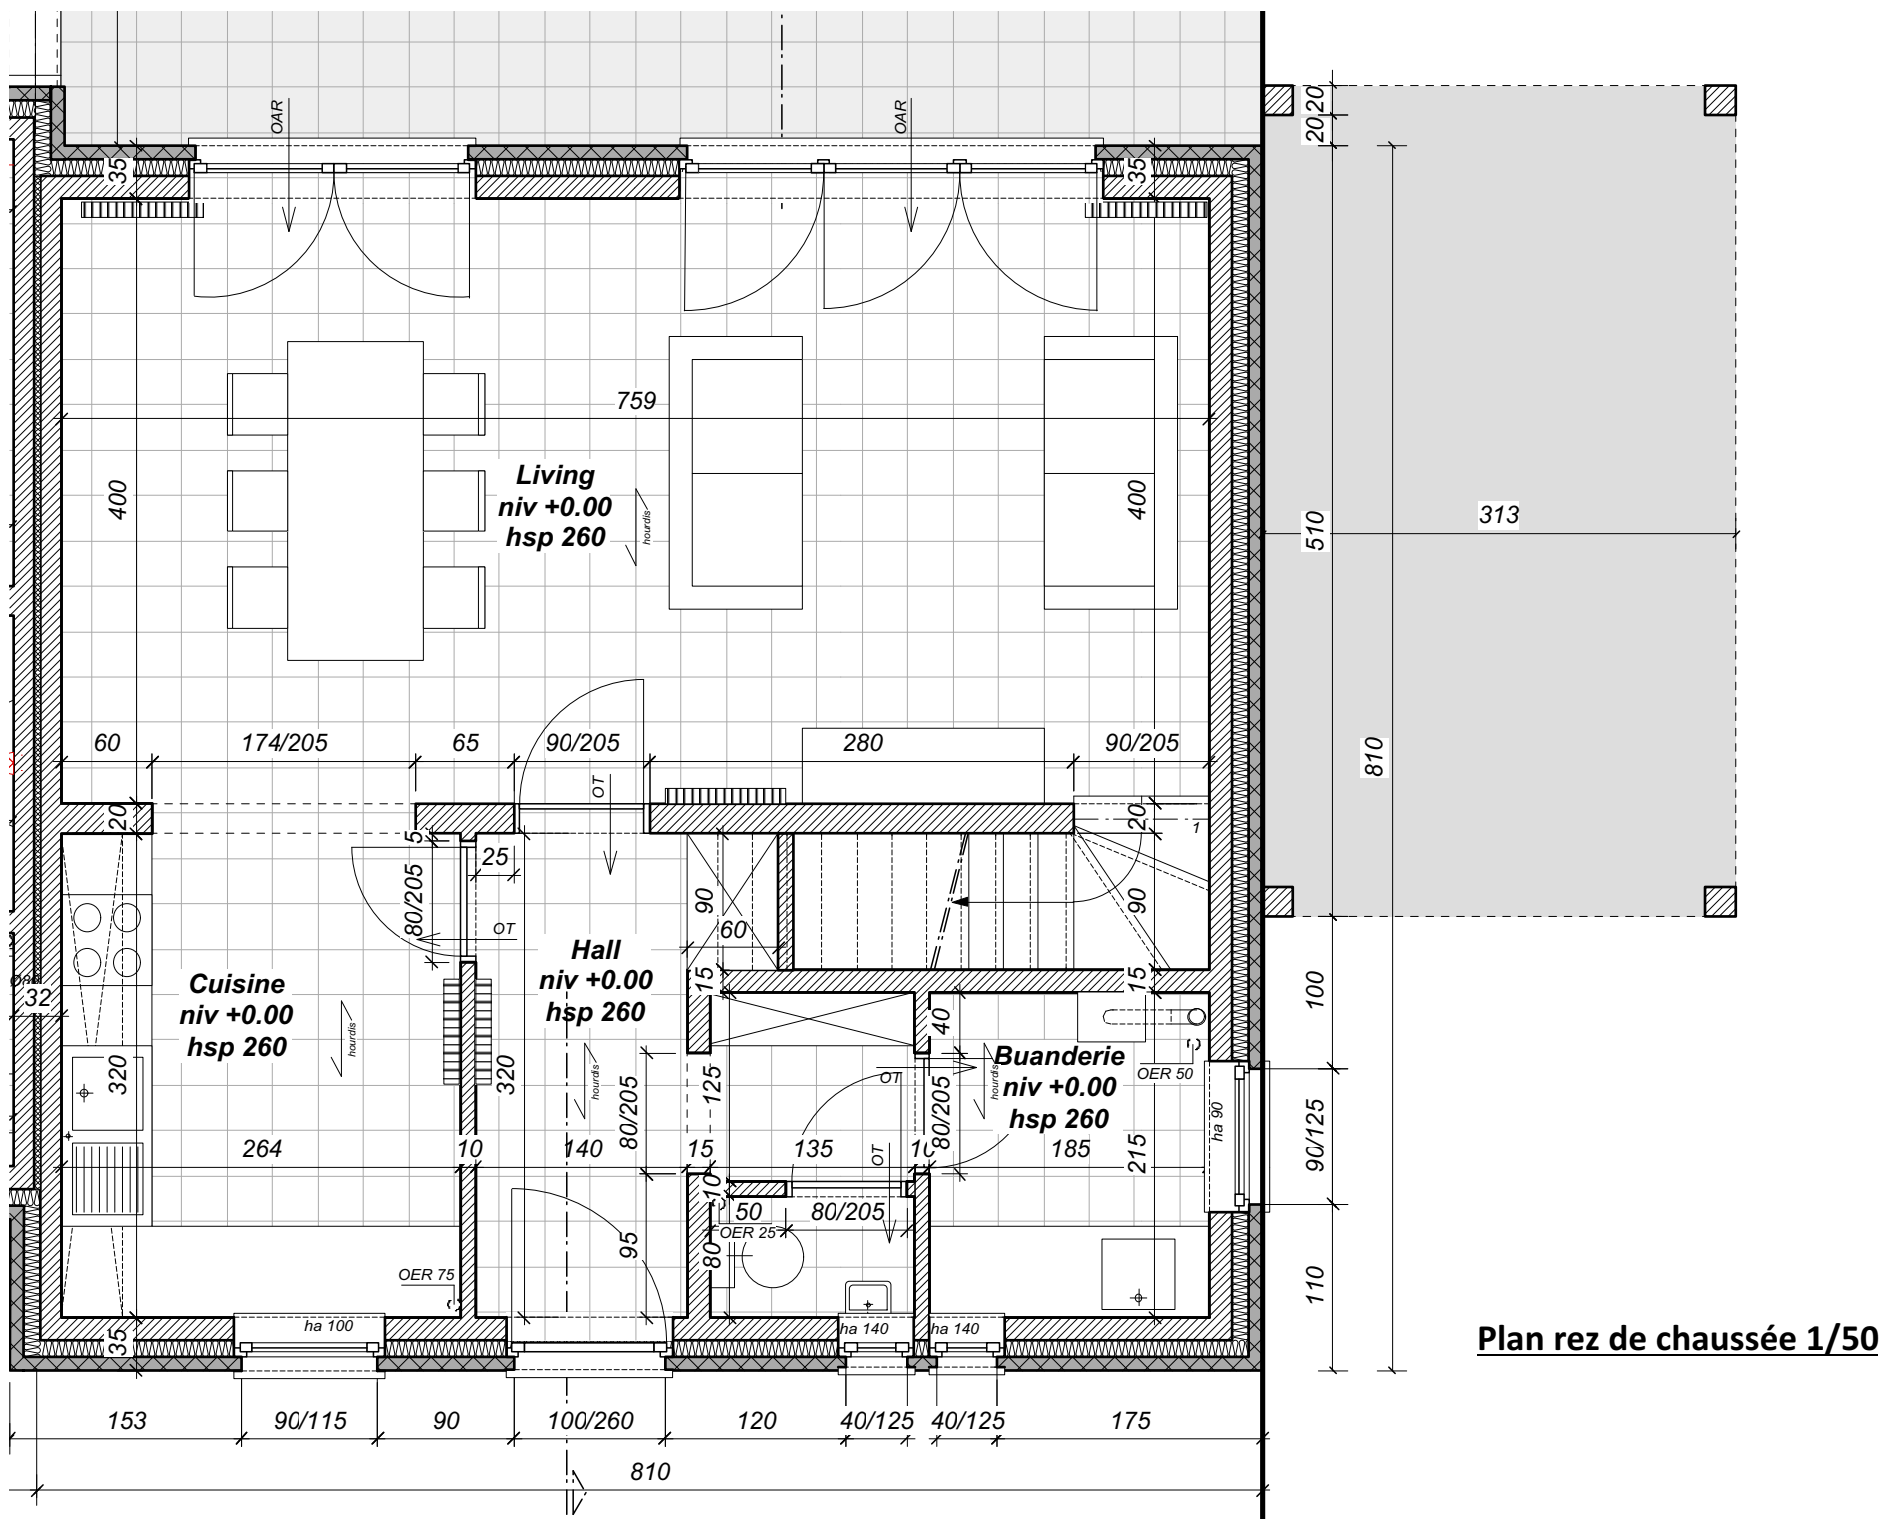 OAR
OAR
20
20
35
35
759
Living
niv +0.00
hsp 260
hourdis
400
400
510
313
810
60
174/205
65
90/205
280
90/205
OT
20
20
1
5
25
80/205
OT
90
60
90
Hall
niv +0.00
hsp 260
Cuisine
niv +0.00
hsp 260
32
15
15
100
40
hourdis
hourdis
hourdis
Buanderie
niv +0.00
hsp 260
OER 50
OT
320
320
80/205
125
80/205
ha 90
90/125
264
10
140
15
135
185
215
OT
10
50
80/205
OER 25
95
80
110
OER 75
35
ha 100
ha 140
ha 140
Plan rez de chaussée 1/50
153
90/115
90
100/260
120
40/125
40/125
175
810